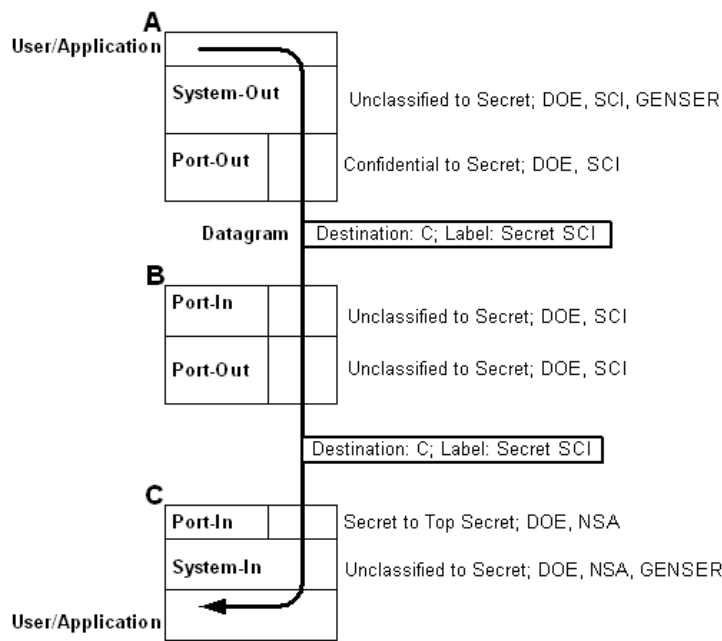 A
User/Application
System-Out
Unclassified to Secret; DOE, SCI, GENSER
Port-Out
Confidential to Secret; DOE, SCI
Datagram
Destination: C; Label: Secret SCI
B
Port-In
Unclassified to Secret; DOE, SCI
Port-Out
Unclassified to Secret; DOE, SCI
Destination: C; Label: Secret SCI
C
Port-In
Secret to Top Secret; DOE, NSA
System-In
Unclassified to Secret; DOE, NSA, GENSER
User/Application